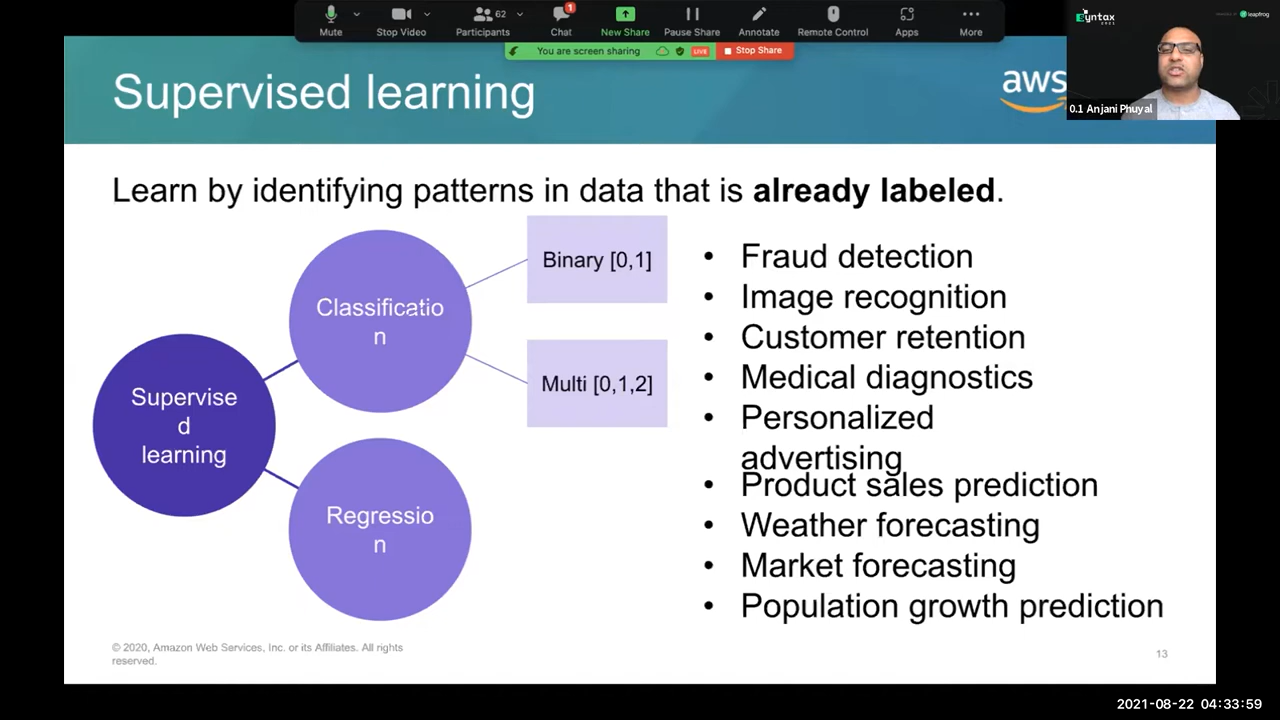 62
1
Mute
Stop Video
Participants
Chat
New Share
Pause Share
Annotate
Remote Control
Apps
More
You are screen sharing
LIVE
Stop Share
Syntax
leapfrog
0.1 Anjani Phuyal
Supervised learning
aws
Learn by identifying patterns in data that is already labeled.
Supervise
d
learning
Classificatio
n
Regressio
n
Binary [0,1]
Multi [0,1,2]
• Fraud detection
• Image recognition
• Customer retention
• Medical diagnostics
• Personalized
advertising
• Product sales prediction
• Weather forecasting
• Market forecasting
• Population growth prediction
© 2020, Amazon Web Services, Inc. or its Affiliates. All rights
reserved.
13
2021-08-22 04:33:59